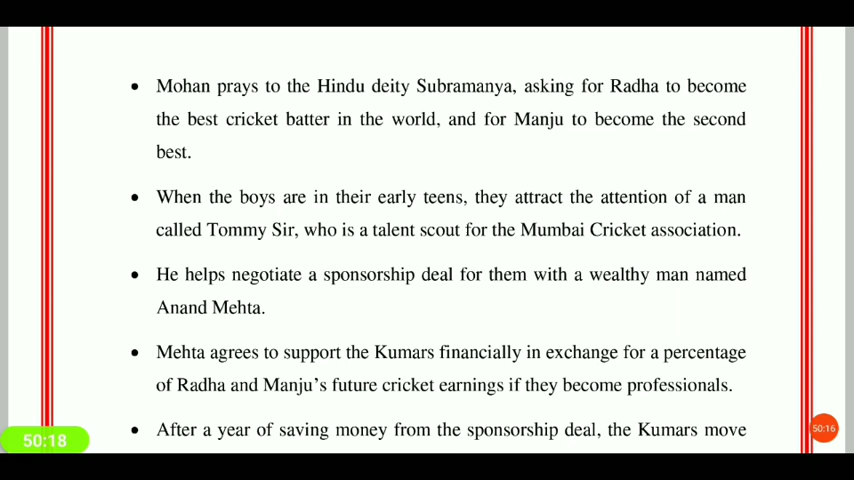 • Mohan prays to the Hindu deity Subramanya, asking for Radha to become
the best cricket batter in the world, and for Manju to become the second
best.
• When the boys are in their early teens, they attract the attention of a man
called Tommy Sir, who is a talent scout for the Mumbai Cricket association.
• He helps negotiate a sponsorship deal for them with a wealthy man named
Anand Mehta.
• Mehta agrees to support the Kumars financially in exchange for a percentage
of Radha and Manju's future cricket earnings if they become professionals.
• After a year of saving money from the sponsorship deal, the Kumars move
50:18
50:16